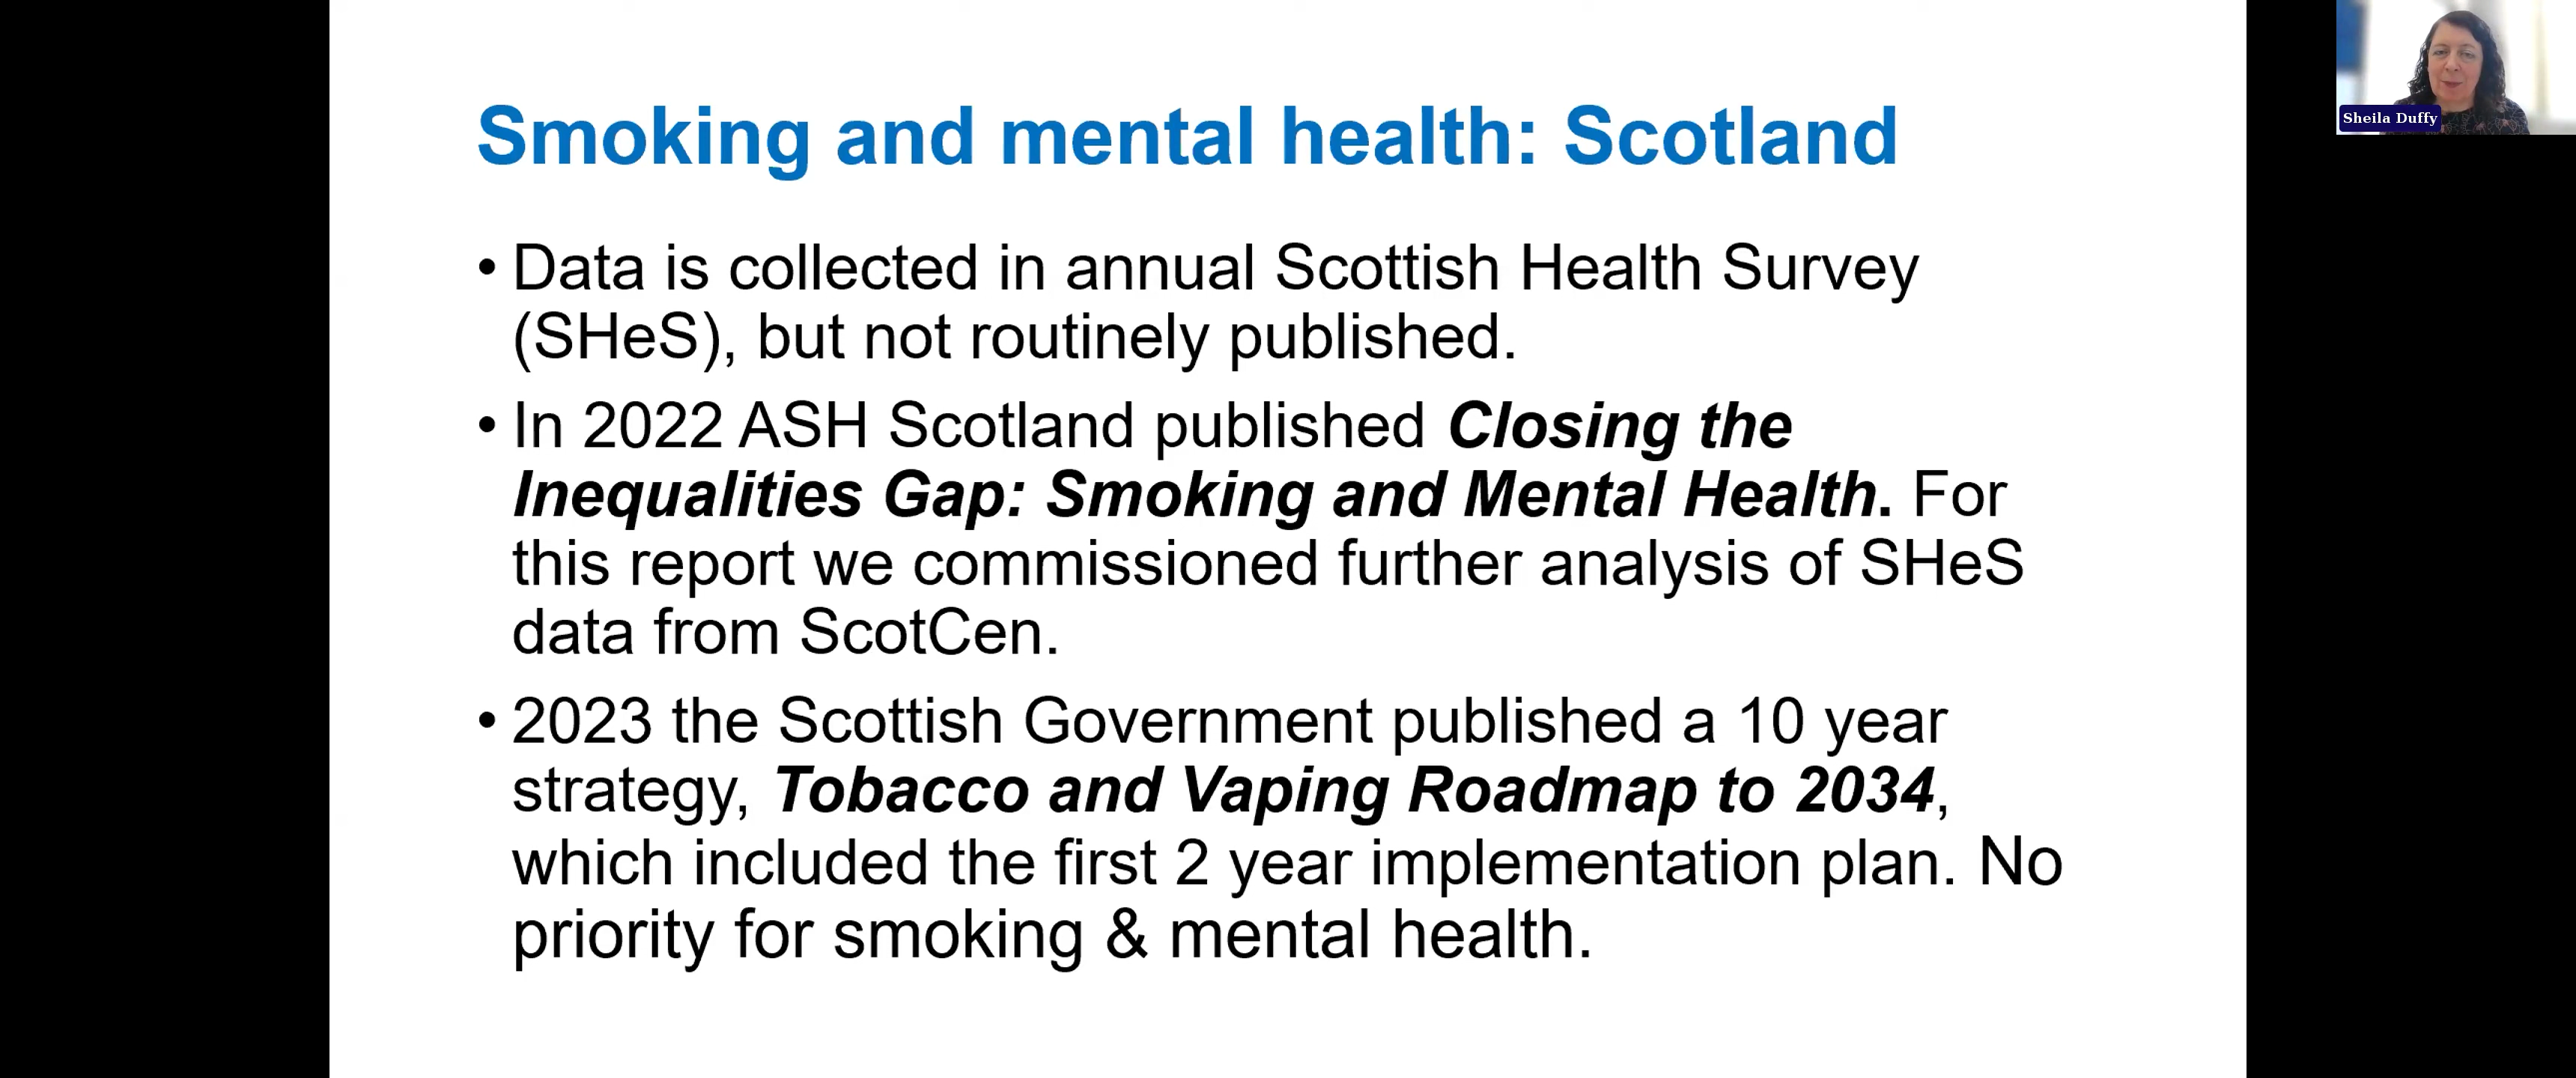 Smoking and mental health: Scotland
• Data is collected in annual Scottish Health Survey
(SHeS), but not routinely published.
• In 2022 ASH Scotland published Closing the
Inequalities Gap: Smoking and Mental Health. For
this report we commissioned further analysis of SHeS
data from ScotCen.
• 2023 the Scottish Government published a 10 year
strategy, Tobacco and Vaping Roadmap to 2034,
which included the first 2 year implementation plan. No
priority for smoking & mental health.
Sheila Duffy